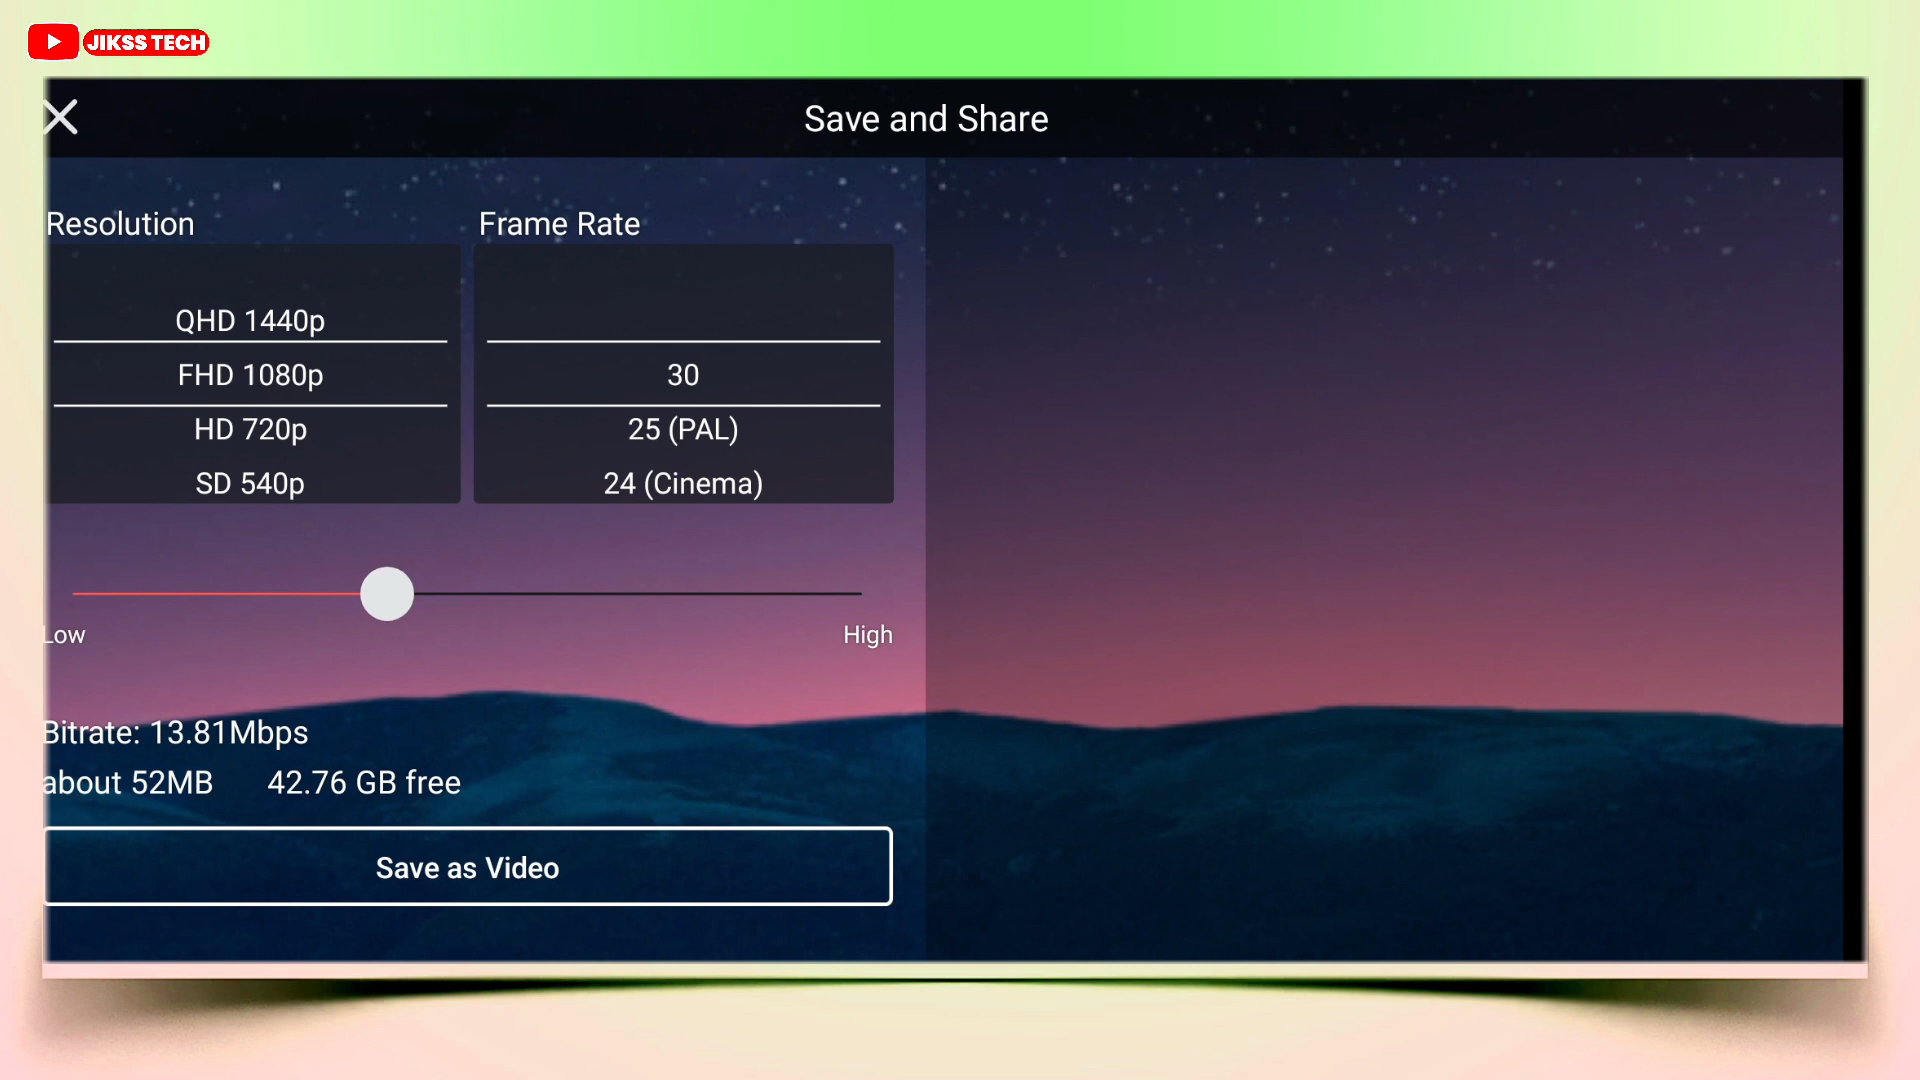 JIKSS TECH
Save and Share
Resolution
Frame Rate
QHD 1440p
FHD 1080p
30
HD 720p
25 (PAL)
SD 540p
24 (Cinema)
Low
High
Bitrate: 13.81Mbps
about 52MB 42.76 GB free
Save as Video